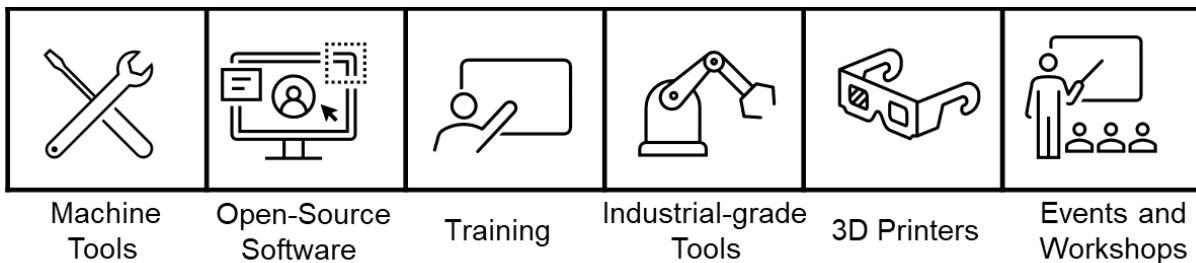 Machine
Tools
Open-Source
Software
Training
Industrial-grade
Tools
3D Printers
Events and
Workshops